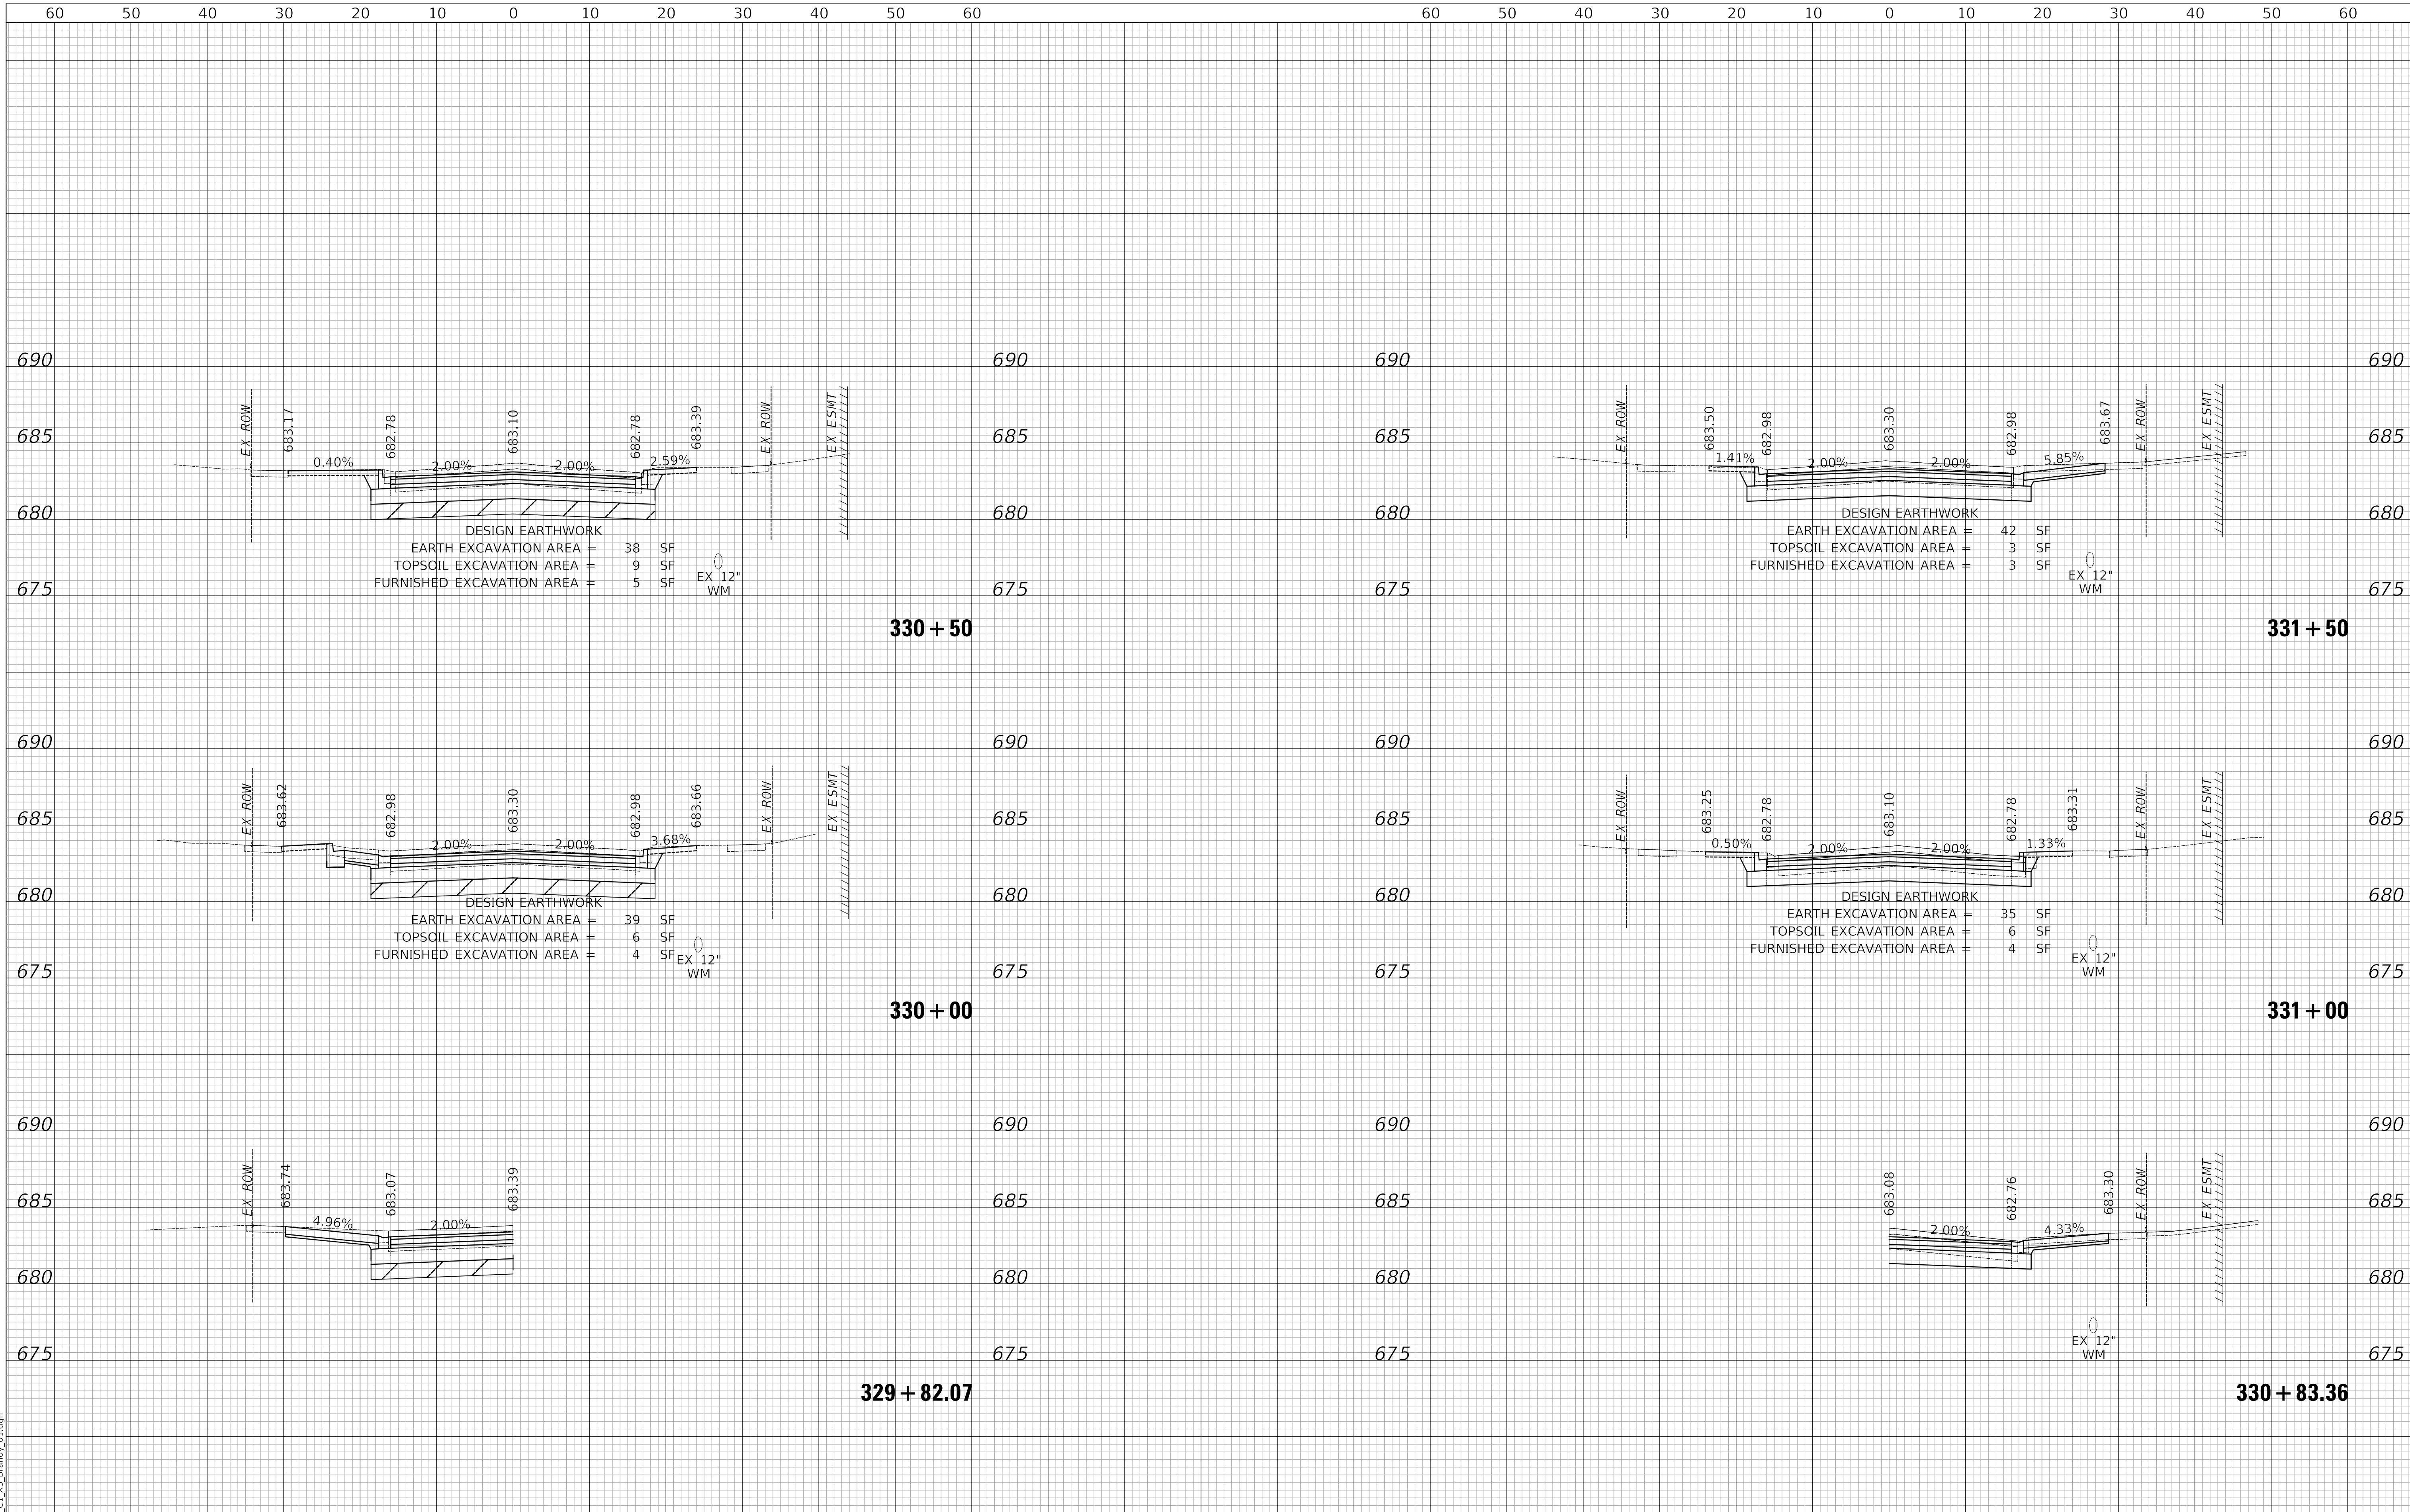 60 50 40 30 20 10 0 10 20 30 40 50 60 60 50 40 30 20 10 0 10 20 30 40 50 60
690 690
685 685
680 680
675 675
EX ROW
683.17
682.78
683.10
682.78
683.39
EX ROW
EX ESMT
0.40% 2.00% 2.00% 2.59%
DESIGN EARTHWORK
EARTH EXCAVATION AREA = 38 SF
TOPSOIL EXCAVATION AREA = 9 SF
FURNISHED EXCAVATION AREA = 5 SF
EX 12"
WM
330+50
690 690
685 685
680 680
675 675
EX ROW
683.50
682.98
683.30
682.98
683.67
EX ROW
EX ESMT
1.41% 2.00% 2.00% 5.85%
DESIGN EARTHWORK
EARTH EXCAVATION AREA = 42 SF
TOPSOIL EXCAVATION AREA = 3 SF
FURNISHED EXCAVATION AREA = 3 SF
EX 12"
WM
331+50
690 690
685 685
680 680
675 675
EX ROW
683.62
682.98
683.30
682.98
683.66
EX ROW
EX ESMT
2.00% 2.00% 3.68%
DESIGN EARTHWORK
EARTH EXCAVATION AREA = 39 SF
TOPSOIL EXCAVATION AREA = 6 SF
FURNISHED EXCAVATION AREA = 4 SF
EX 12"
WM
330+00
690 690
685 685
680 680
675 675
EX ROW
683.25
682.78
683.10
682.78
683.31
EX ROW
EX ESMT
0.50% 2.00% 2.00% 1.33%
DESIGN EARTHWORK
EARTH EXCAVATION AREA = 35 SF
TOPSOIL EXCAVATION AREA = 6 SF
FURNISHED EXCAVATION AREA = 4 SF
EX 12"
WM
331+00
690 690
685 685
680 680
675 675
EX ROW
683.74
683.07
683.39
4.96% 2.00%
329+82.07
690 690
685 685
680 680
675 675
683.08
682.76
683.30
EX ROW
EX ESMT
2.00% 4.33%
EX 12"
WM
330+83.36